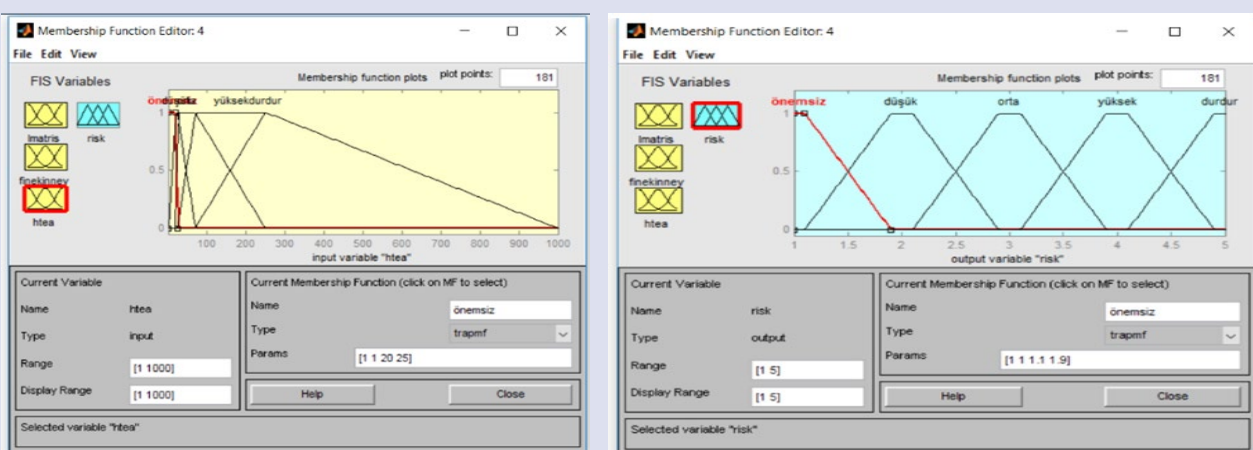 Membership Function Editor: 4
File Edit View
FIS Variables
Membership function plots plot points: 181
lmatris
risk
finekinney
htea
yüksekdurdur
1
0.5
0
100 200 300 400 500 600 700 800 900 1000
input variable "htea"
Current Variable
Name htea
Type input
Range [1 1000]
Display Range [1 1000]
Current Membership Function (click on MF to select)
Name önemsiz
Type trapmf
Params [1 1 20 25]
Help Close
Selected variable "htea"
Membership Function Editor: 4
File Edit View
FIS Variables
Membership function plots plot points: 181
lmatris
risk
finekinney
htea
önemsiz düşük orta yüksek durdur
1
0.5
0
1 1.5 2 2.5 3 3.5 4 4.5 5
output variable "risk"
Current Variable
Name risk
Type output
Range [1 5]
Display Range [1 5]
Current Membership Function (click on MF to select)
Name önemsiz
Type trapmf
Params [1 1 1.1 1.9]
Help Close
Selected variable "risk"